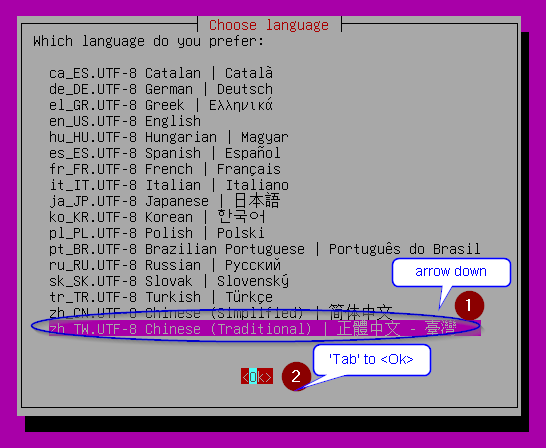 Choose language
Which language do you prefer:
ca_ES.UTF-8 Catalan | Català
de_DE.UTF-8 German | Deutsch
el_GR.UTF-8 Greek | Ελληνικά
en_US.UTF-8 English
hu_HU.UTF-8 Hungarian | Magyar
es_ES.UTF-8 Spanish | Español
fr_FR.UTF-8 French | Français
it_IT.UTF-8 Italian | Italiano
ja_JP.UTF-8 Japanese | 日本語
ko_KR.UTF-8 Korean | 한국어
pl_PL.UTF-8 Polish | Polski
pt_BR.UTF-8 Brazilian Portuguese | Português do Brasil
ru_RU.UTF-8 Russian | Русский
sk_SK.UTF-8 Slovak | Slovenský
tr_TR.UTF-8 Turkish | Türkçe
arrow down
1
zh_CN.UTF-8 Chinese (Simplified) | 简体中文
zh_TW.UTF-8 Chinese (Traditional) | 正體中文 - 臺灣
'Tab' to <Ok>
<Ok>
2